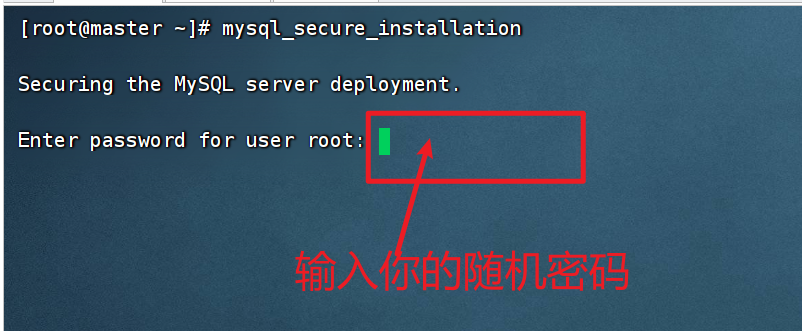 [root@master ~]# mysql_secure_installation
Securing the MySQL server deployment.
Enter password for user root:
输入你的随机密码